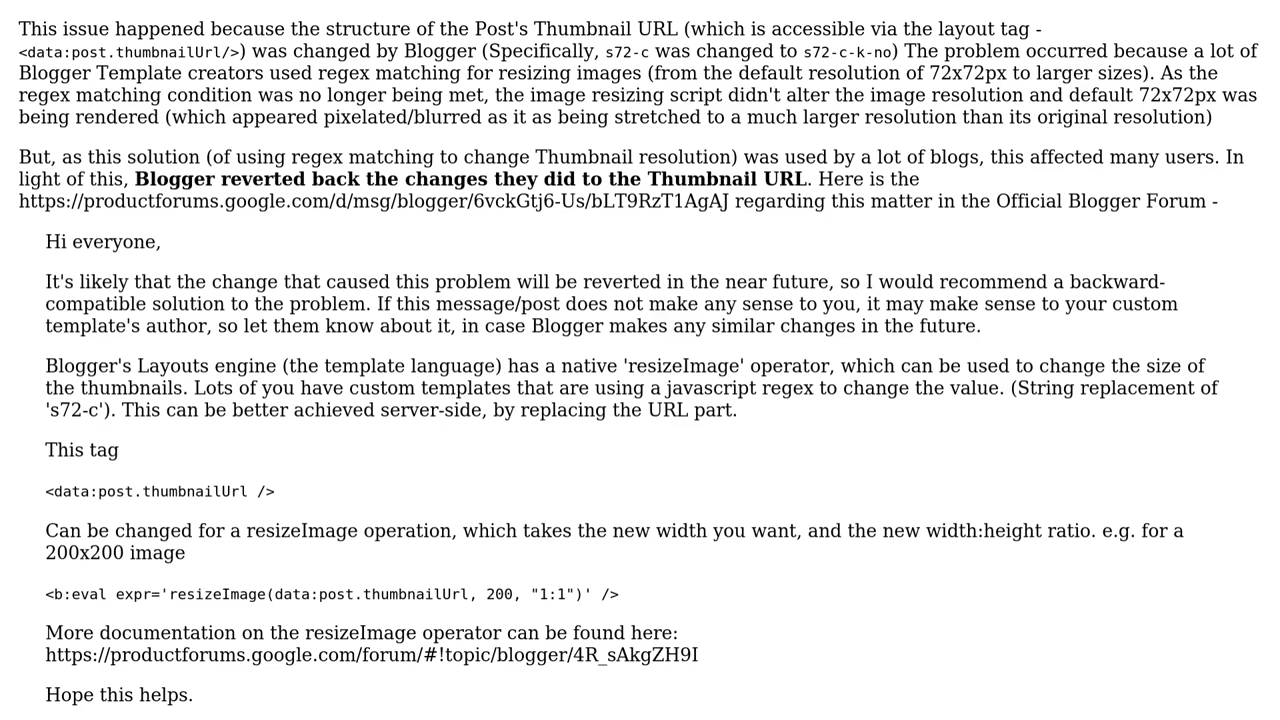 This issue happened because the structure of the Post's Thumbnail URL (which is accessible via the layout tag -
<data:post.thumbnailUrl/>) was changed by Blogger (Specifically, s72-c was changed to s72-c-k-no) The problem occurred because a lot of
Blogger Template creators used regex matching for resizing images (from the default resolution of 72x72px to larger sizes). As the
regex matching condition was no longer being met, the image resizing script didn't alter the image resolution and default 72x72px was
being rendered (which appeared pixelated/blurred as it as being stretched to a much larger resolution than its original resolution)
But, as this solution (of using regex matching to change Thumbnail resolution) was used by a lot of blogs, this affected many users. In
light of this, Blogger reverted back the changes they did to the Thumbnail URL. Here is the
https://productforums.google.com/d/msg/blogger/6vckGtj6-Us/bLT9RzT1AgAJ regarding this matter in the Official Blogger Forum -
Hi everyone,
It's likely that the change that caused this problem will be reverted in the near future, so I would recommend a backward-
compatible solution to the problem. If this message/post does not make any sense to you, it may make sense to your custom
template's author, so let them know about it, in case Blogger makes any similar changes in the future.
Blogger's Layouts engine (the template language) has a native 'resizeImage' operator, which can be used to change the size of
the thumbnails. Lots of you have custom templates that are using a javascript regex to change the value. (String replacement of
's72-c'). This can be better achieved server-side, by replacing the URL part.
This tag
<data:post.thumbnailUrl />
Can be changed for a resizeImage operation, which takes the new width you want, and the new width:height ratio. e.g. for a
200x200 image
<b:eval expr='resizeImage(data:post.thumbnailUrl, 200, "1:1")' />
More documentation on the resizeImage operator can be found here:
https://productforums.google.com/forum/#!topic/blogger/4R_sAkgZH9I
Hope this helps.